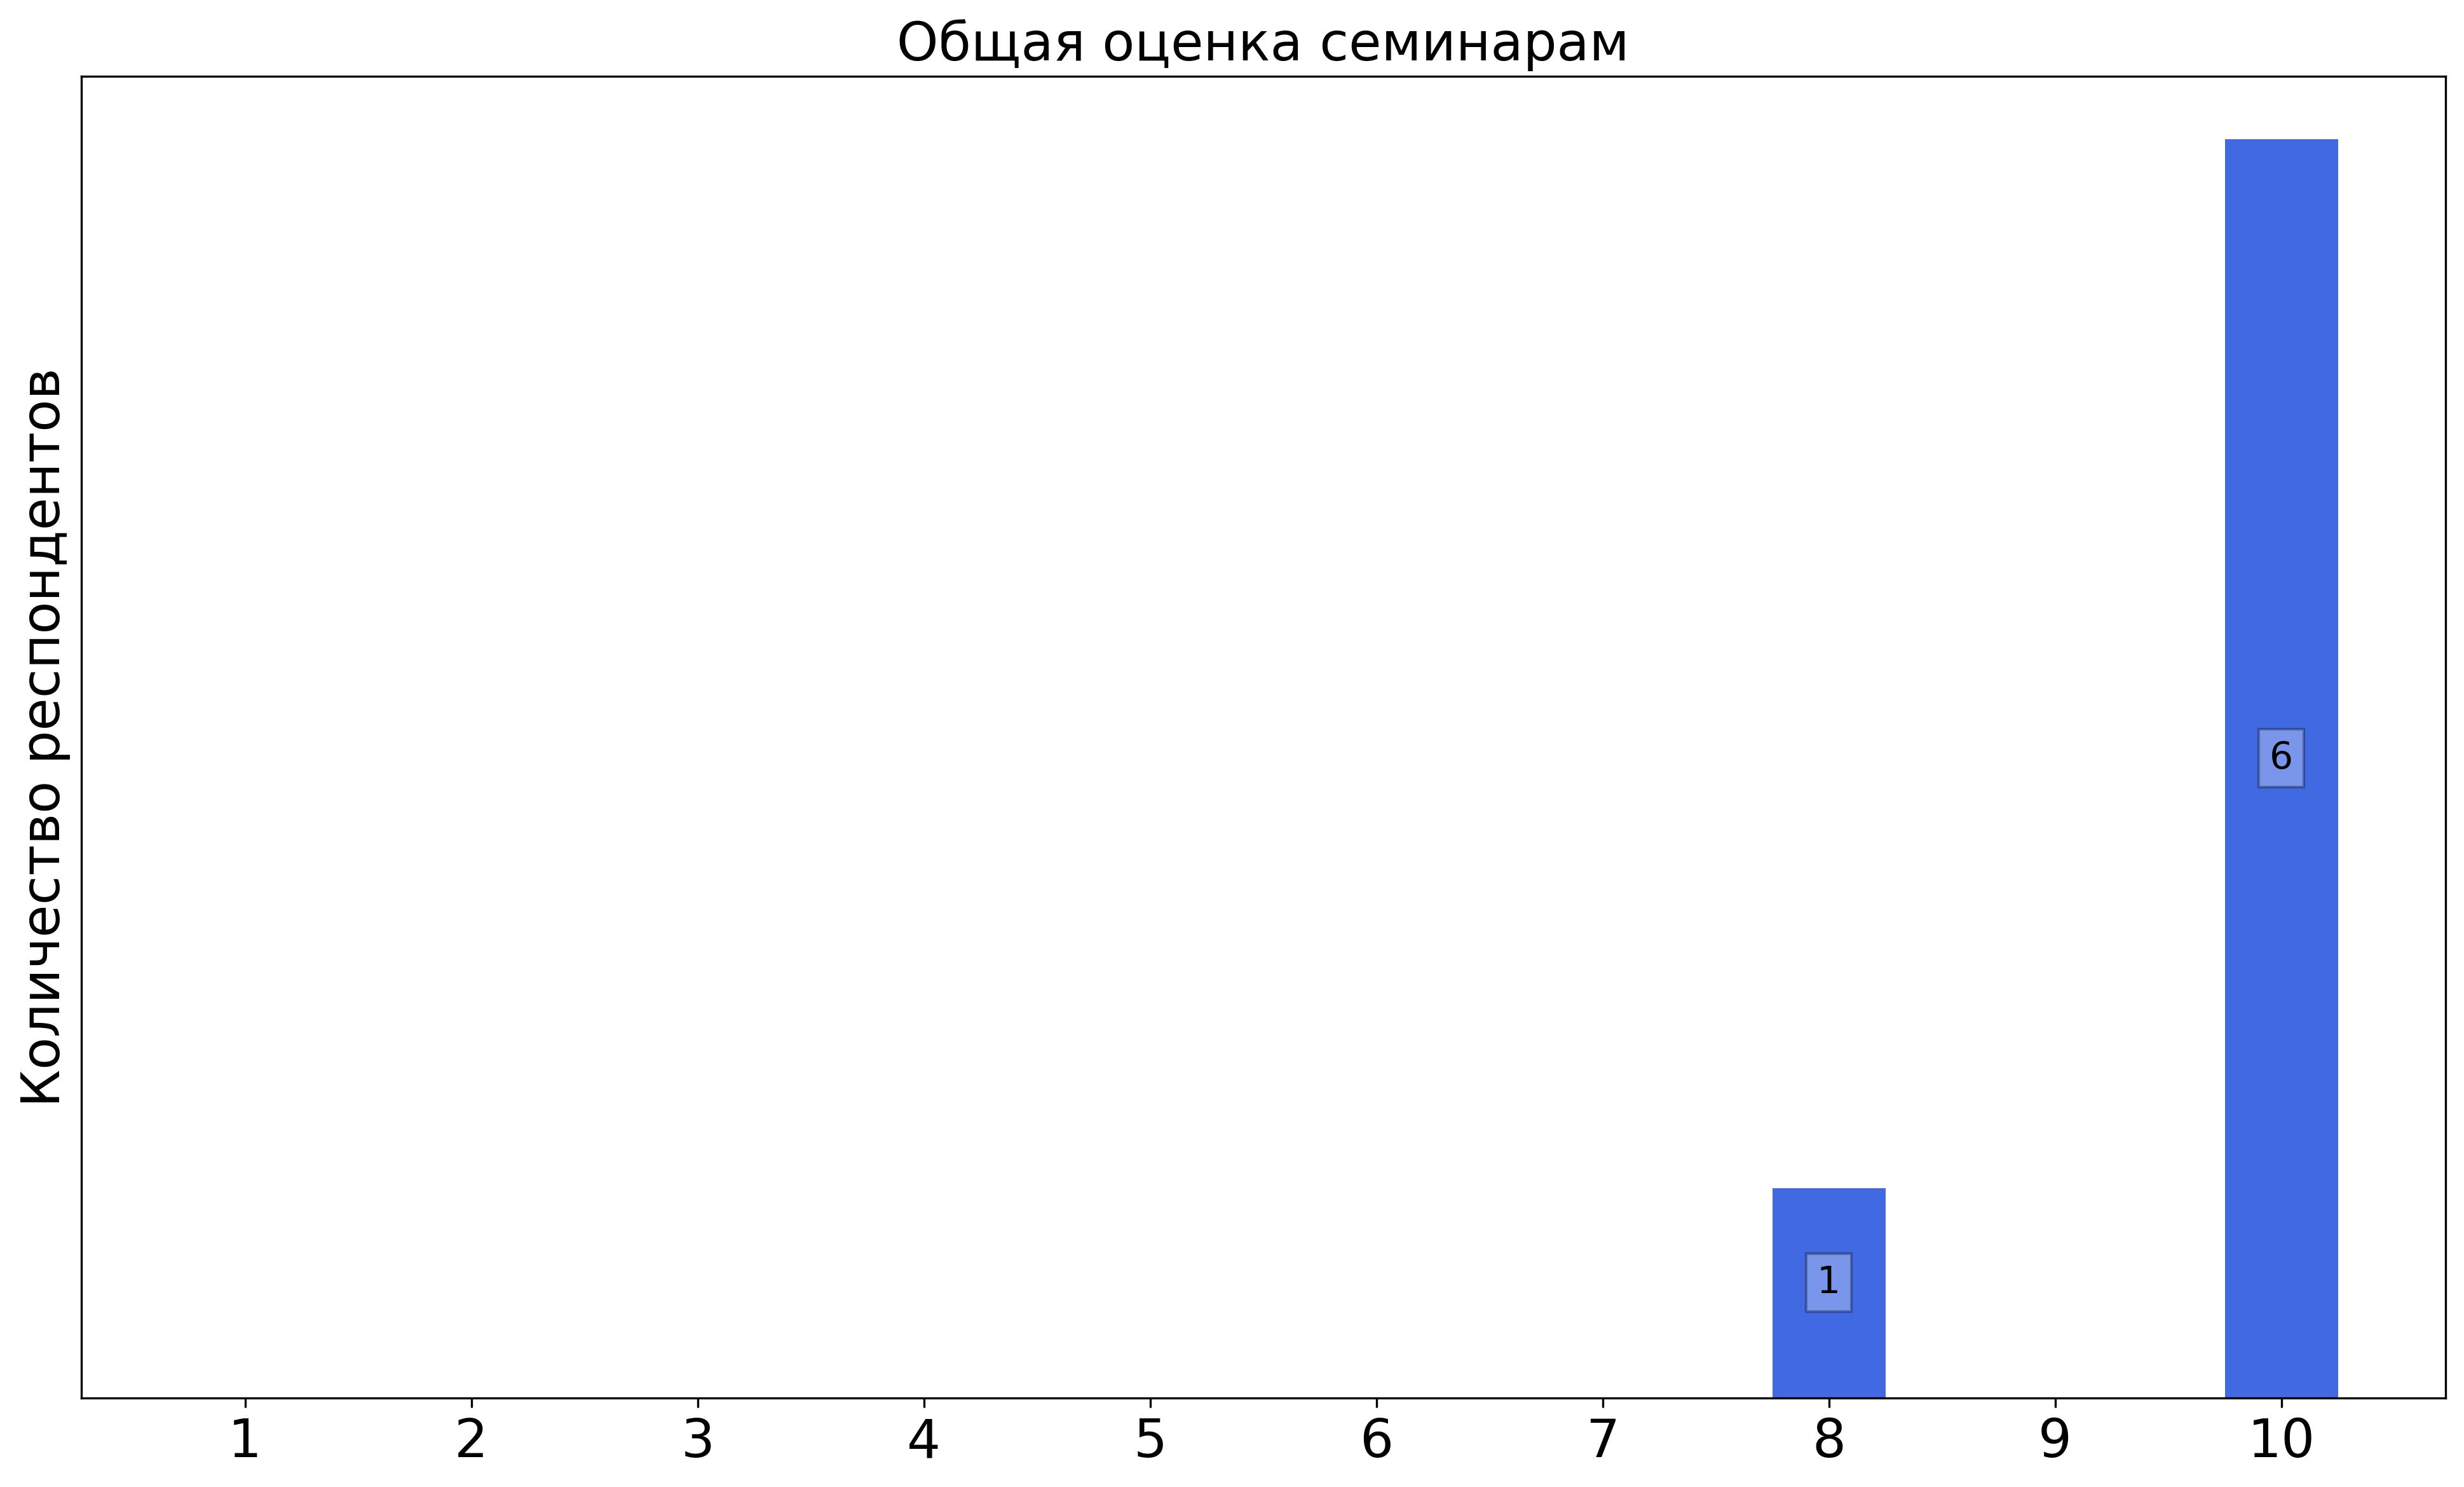 Общая оценка семинарам
Количество респондентов
6
1
1 2 3 4 5 6 7 8 9 10